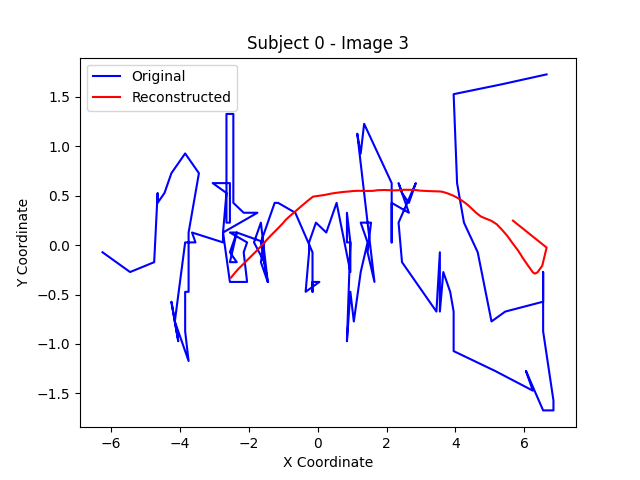 Subject 0 - Image 3
Original
Reconstructed
1.5
1.0
0.5
0.0
−0.5
−1.0
−1.5
Y Coordinate
−6 −4 −2 0 2 4 6
X Coordinate